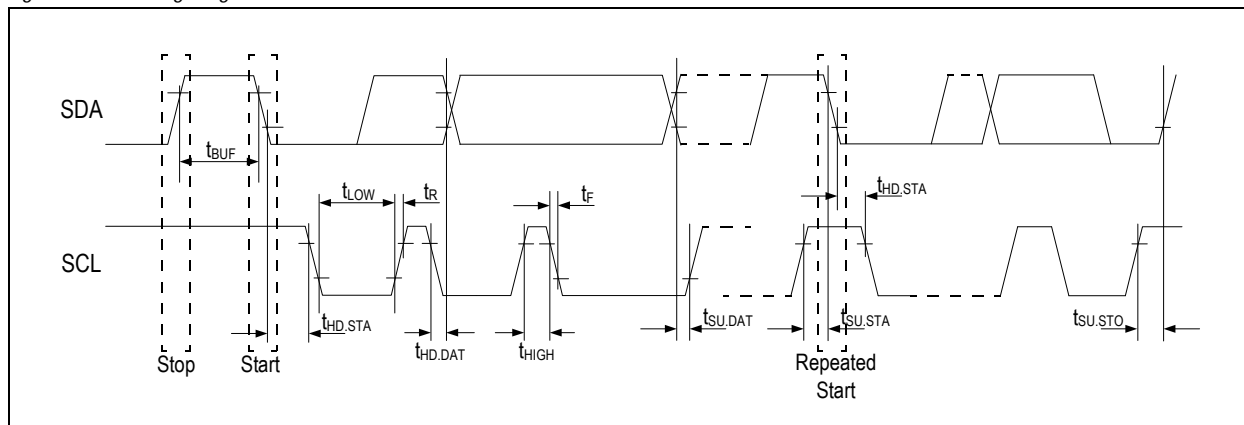 SDA
tBUF
tLOW
tR
tF
tHD.STA
SCL
tHD.STA
tHD.DAT
tHIGH
tSU.DAT
tSU.STA
tSU.STO
Stop
Start
Repeated
Start